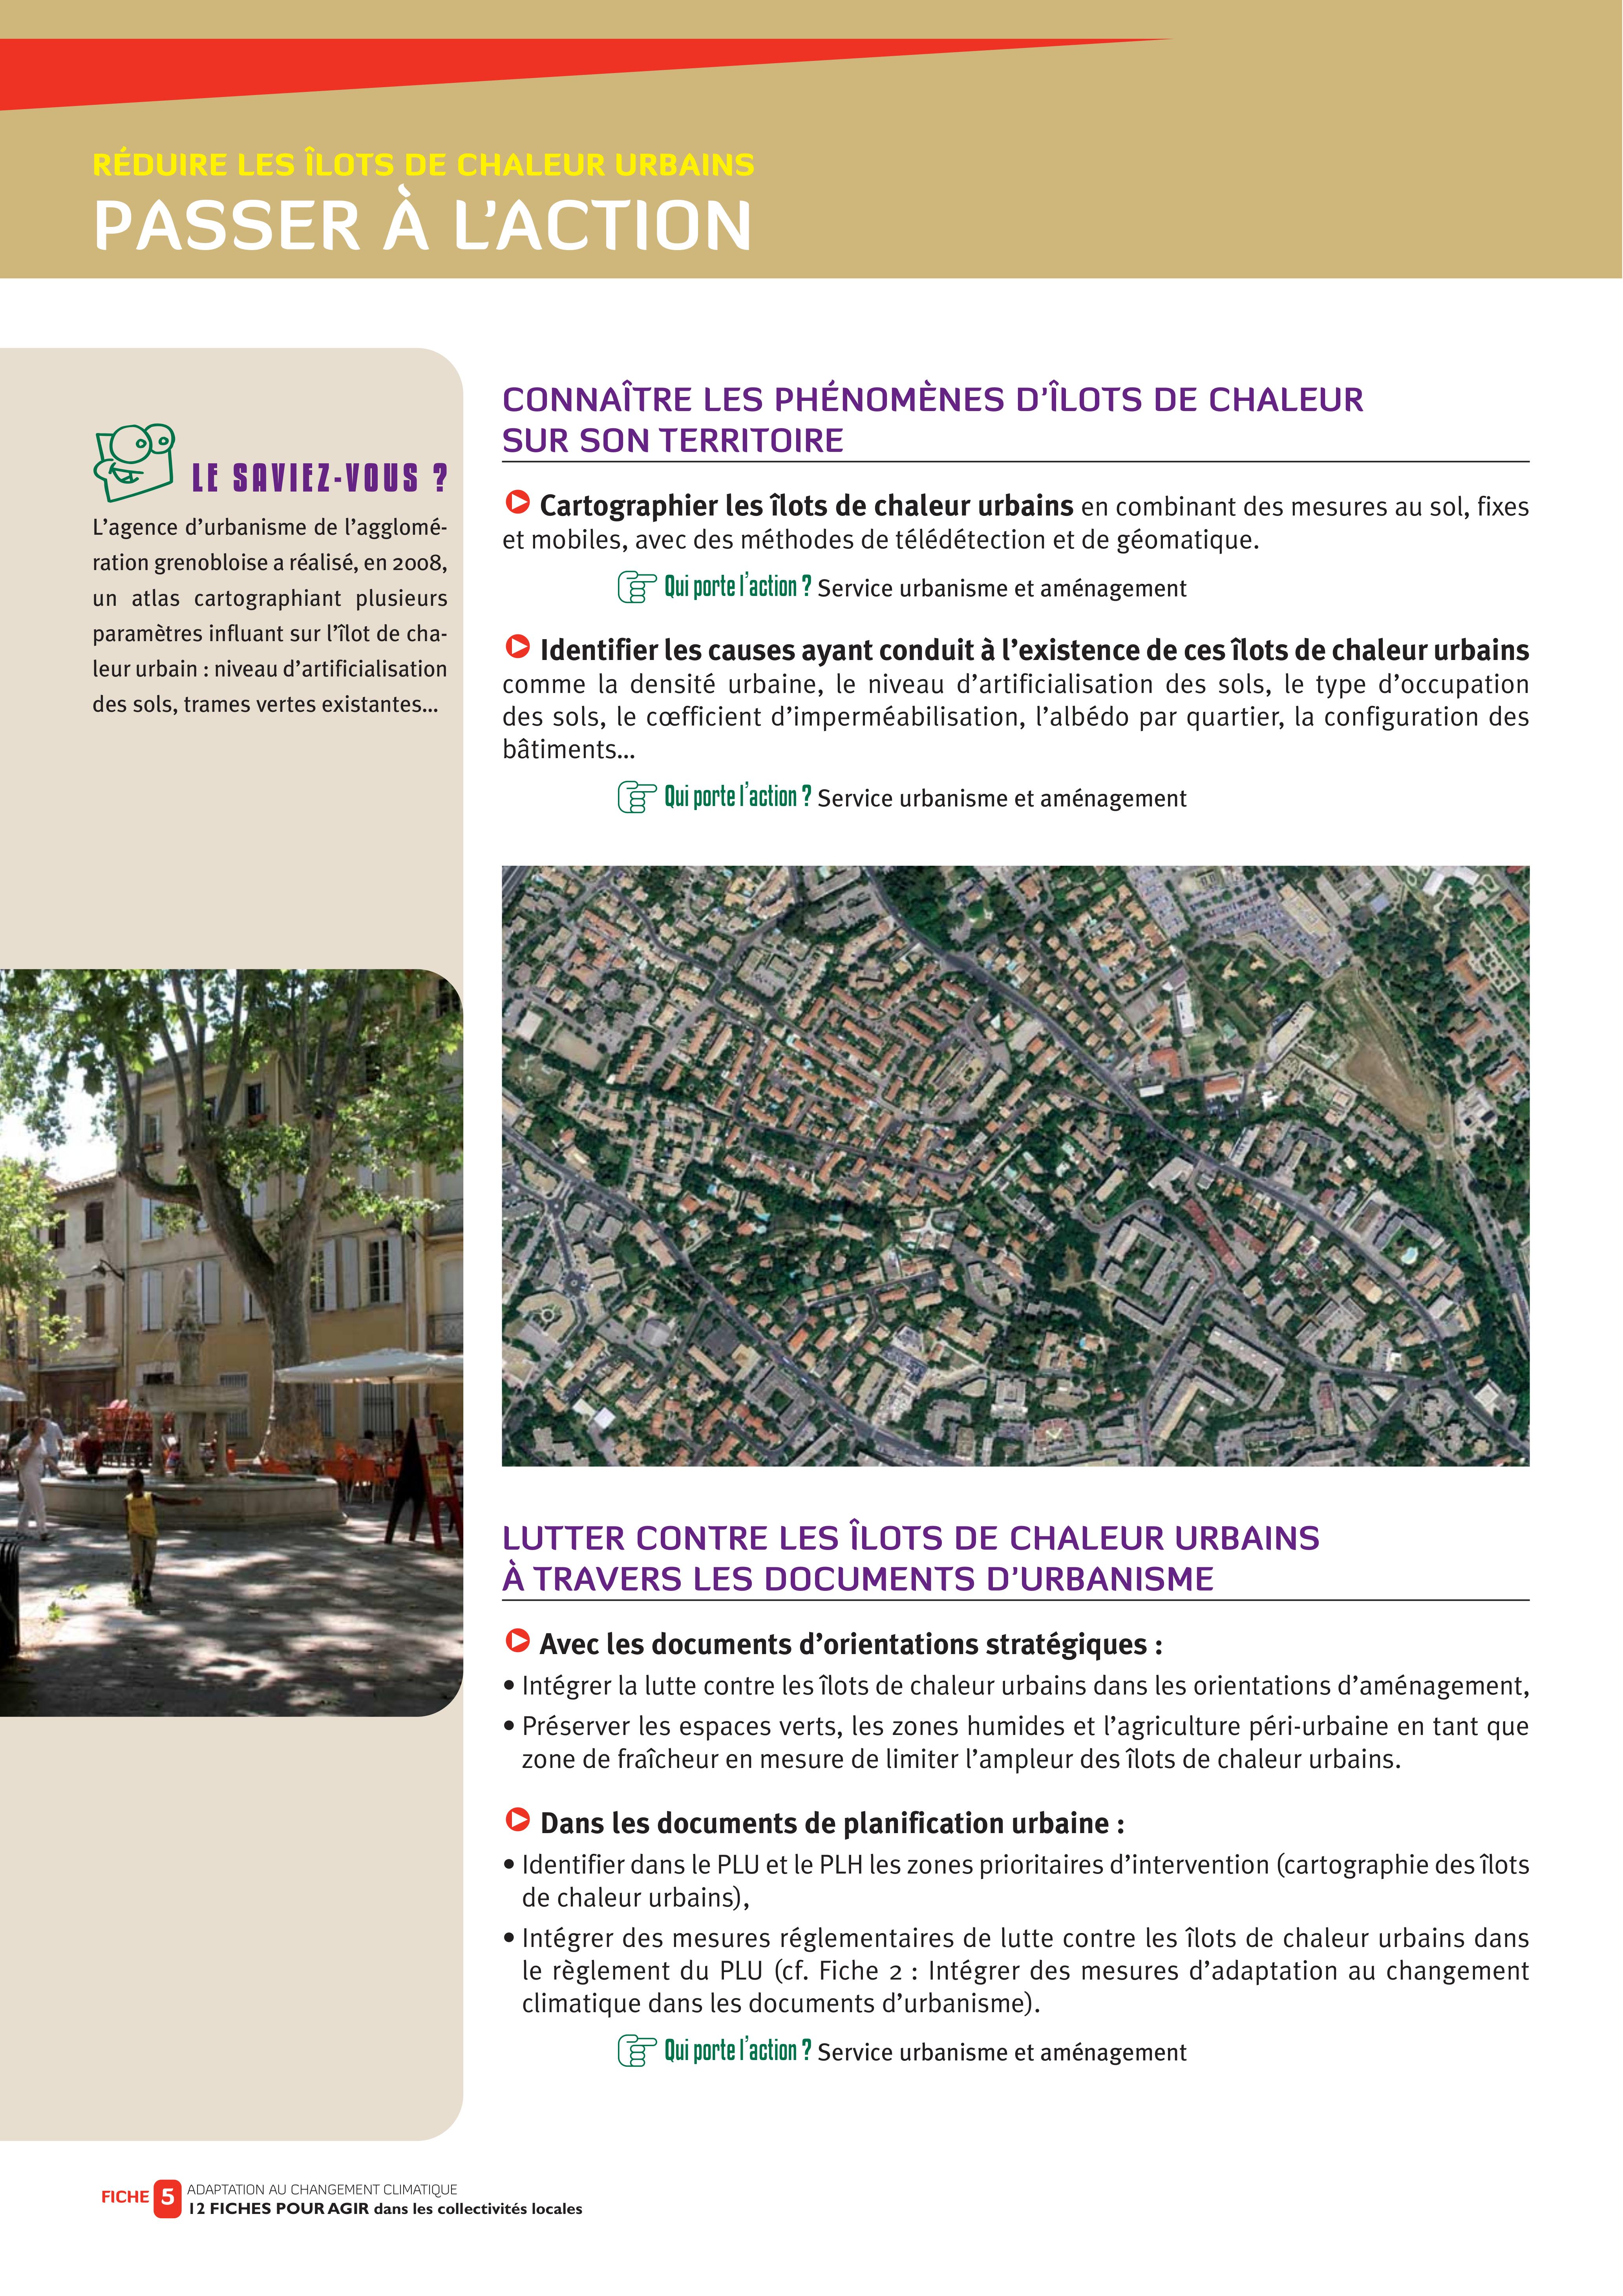 RÉDUIRE LES ÎLOTS DE CHALEUR URBAINS
PASSER À L’ACTION
LE SAVIEZ-VOUS ?
L’agence d’urbanisme de l’agglomé-
ration grenobloise a réalisé, en 2008,
un atlas cartographiant plusieurs
paramètres influant sur l’îlot de cha-
leur urbain : niveau d’artificialisation
des sols, trames vertes existantes...
CONNAÎTRE LES PHÉNOMÈNES D’ÎLOTS DE CHALEUR
SUR SON TERRITOIRE
Cartographier les îlots de chaleur urbains en combinant des mesures au sol, fixes
et mobiles, avec des méthodes de télédétection et de géomatique.
Qui porte l’action ? Service urbanisme et aménagement
Identifier les causes ayant conduit à l’existence de ces îlots de chaleur urbains
comme la densité urbaine, le niveau d’artificialisation des sols, le type d’occupation
des sols, le cœfficient d’imperméabilisation, l’albédo par quartier, la configuration des
bâtiments...
Qui porte l’action ? Service urbanisme et aménagement
LUTTER CONTRE LES ÎLOTS DE CHALEUR URBAINS
À TRAVERS LES DOCUMENTS D’URBANISME
Avec les documents d’orientations stratégiques :
• Intégrer la lutte contre les îlots de chaleur urbains dans les orientations d’aménagement,
• Préserver les espaces verts, les zones humides et l’agriculture péri-urbaine en tant que
zone de fraîcheur en mesure de limiter l’ampleur des îlots de chaleur urbains.
Dans les documents de planification urbaine :
• Identifier dans le PLU et le PLH les zones prioritaires d’intervention (cartographie des îlots
de chaleur urbains),
• Intégrer des mesures réglementaires de lutte contre les îlots de chaleur urbains dans
le règlement du PLU (cf. Fiche 2 : Intégrer des mesures d’adaptation au changement
climatique dans les documents d’urbanisme).
Qui porte l’action ? Service urbanisme et aménagement
FICHE 5 ADAPTATION AU CHANGEMENT CLIMATIQUE
12 FICHES POUR AGIR dans les collectivités locales